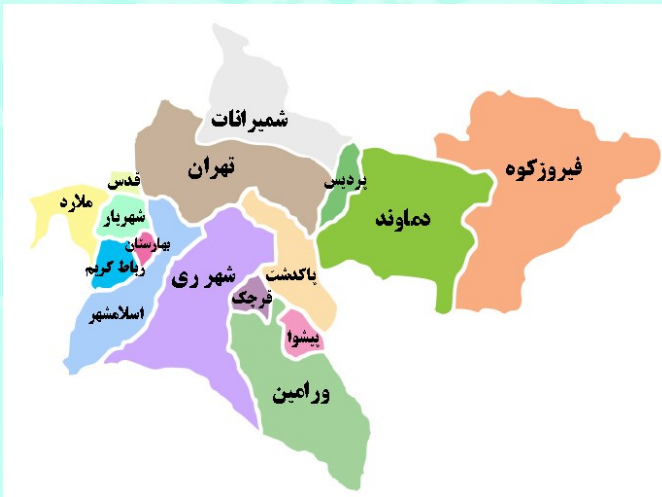 شمیرانات
فیروزکوه
تهران
پردیس
قدس
ملارد
شهریار
دماوند
بهارستان
رباط کریم
شهر ری
پاکدشت
قرچک
اسلامشهر
پیشوا
ورامین